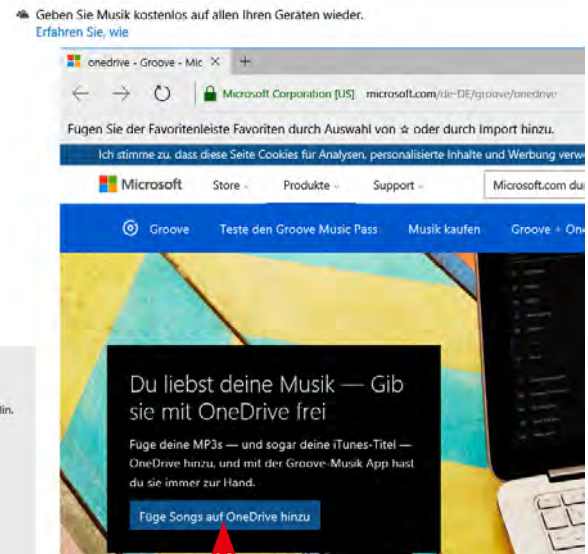 Geben Sie Musik kostenlos auf allen Ihren Geräten wieder.
Erfahren Sie, wie
onedrive - Groove - Mic × +
Microsoft Corporation [US] microsoft.com/de-DE/groove/onedrive
Fügen Sie der Favoritenleiste Favoriten durch Auswahl von ☆ oder durch Import hinzu.
Ich stimme zu, dass diese Seite Cookies für Analysen, personalisierte Inhalte und Werbung verw
Microsoft Store Produkte Support Microsoft.com du
Groove Teste den Groove Music Pass Musik kaufen Groove + On
Du liebst deine Musik — Gib
sie mit OneDrive frei
Füge deine MP3s — und sogar deine iTunes-Titel —
OneDrive hinzu, und mit der Groove-Musik App hast
du sie immer zur Hand.
Füge Songs auf OneDrive hinzu